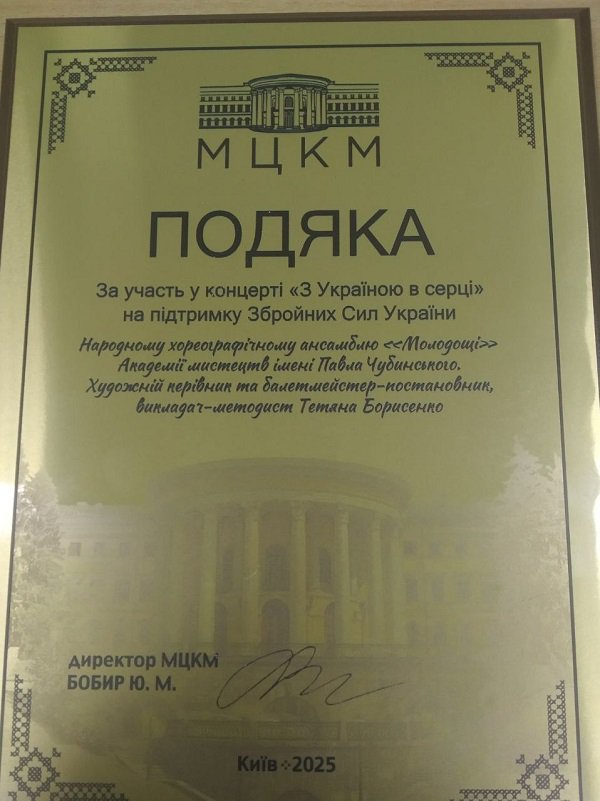 МЦКМ
ПОДЯКА
За участь у концерті «З Україною в серці»
на підтримку Збройних Сил України
Народному хореографічному ансамблю <<Молодощі>>
Академії мистецтв імені Павла Чубинського.
Художній керівник та балетмейстер-постановник,
викладач-методист Тетяна Борисенко
директор МЦКМ
БОБИР Ю. М.
Київ 2025